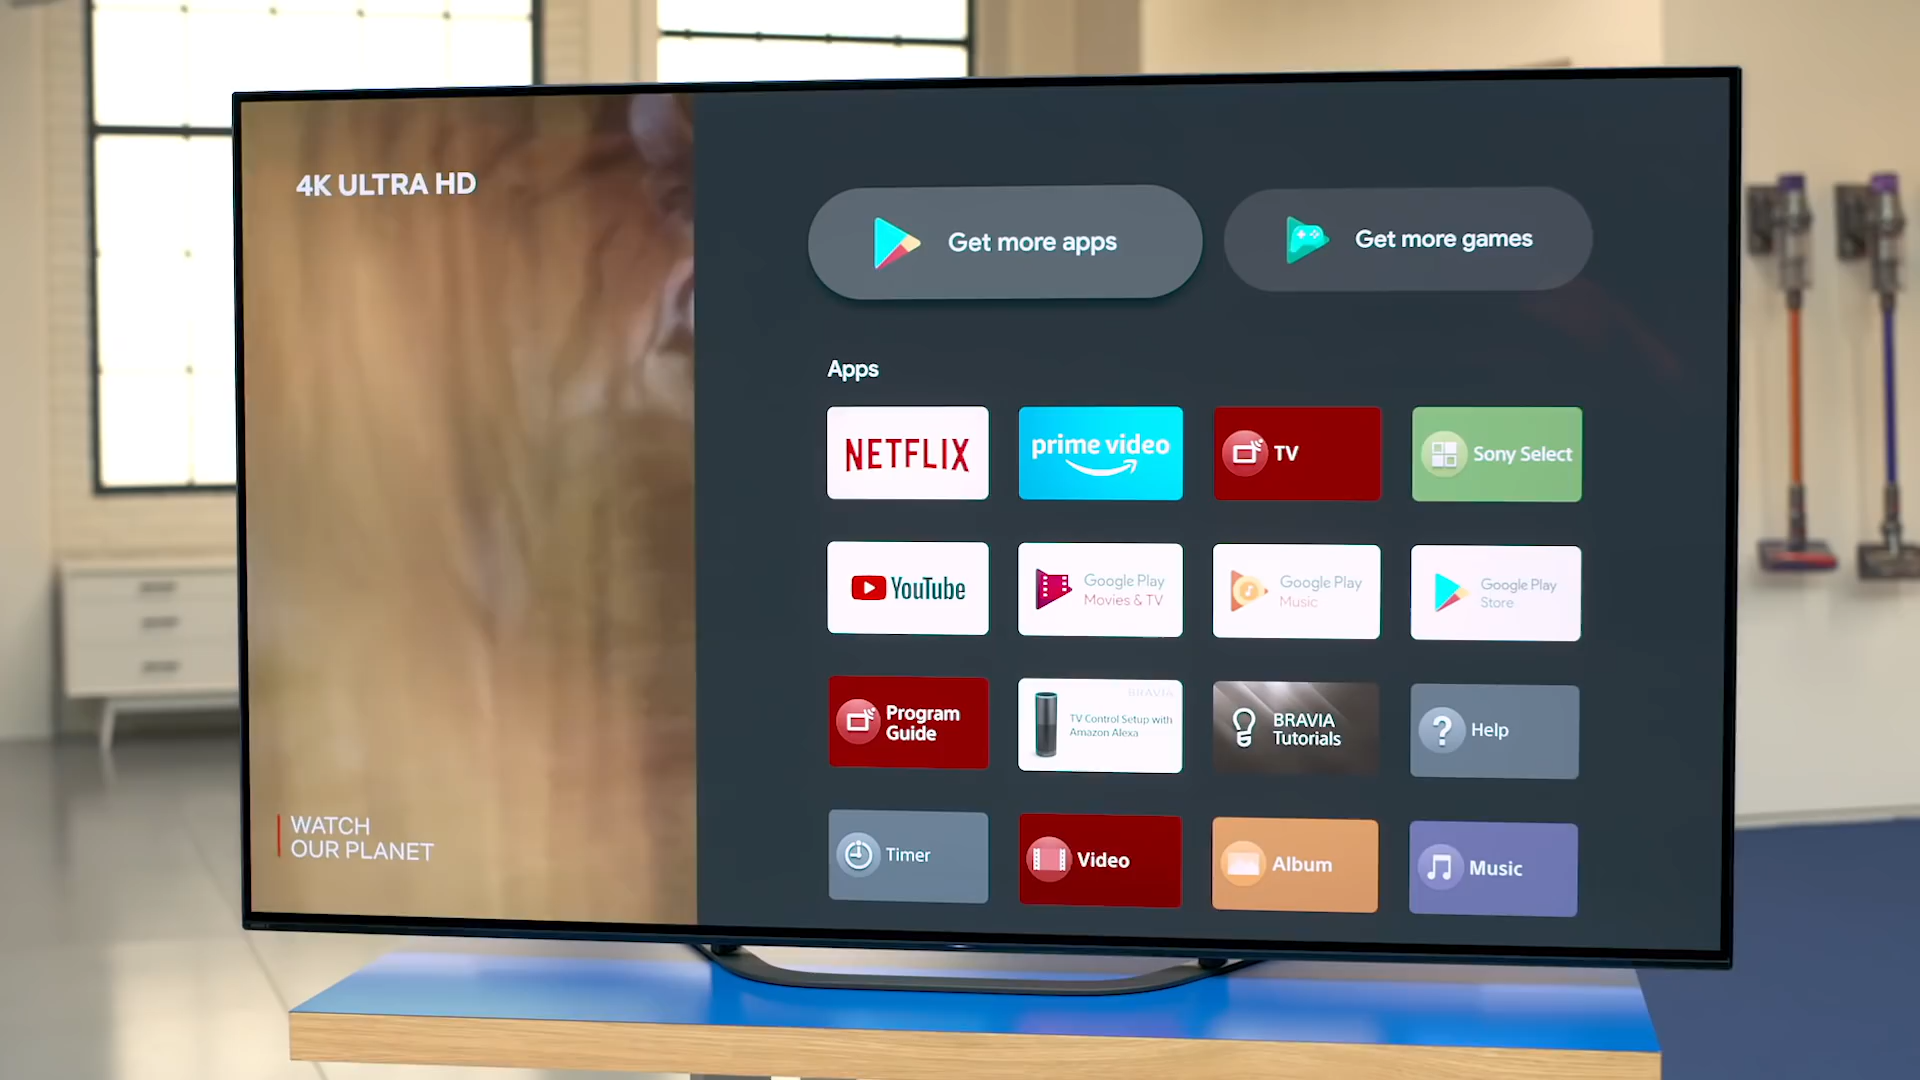 4K ULTRA HD
Get more apps
Get more games
Apps
NETFLIX
prime video
TV
Sony Select
YouTube
Google Play
Movies & TV
Google Play
Music
Google Play
Store
Program
Guide
BRAVIA
TV Control Setup with
Amazon Alexa
BRAVIA
Tutorials
Help
Timer
Video
Album
Music
WATCH
OUR PLANET